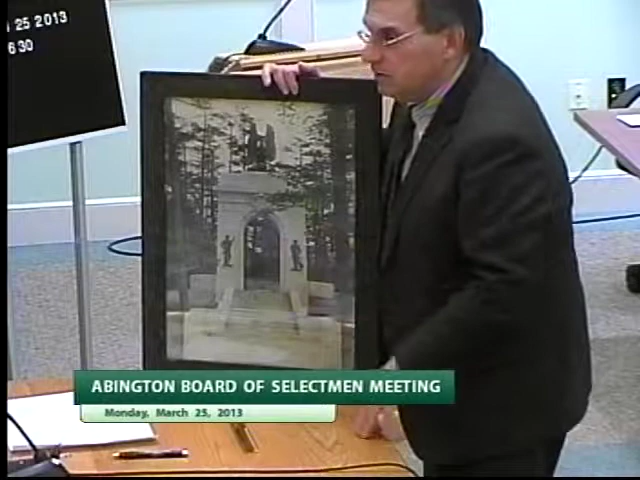 25 2013
6 30
ABINGTON BOARD OF SELECTMEN MEETING
Monday, March 25, 2013